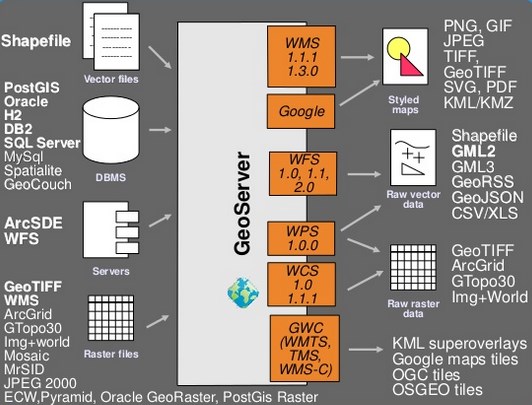 Shapefile
Vector files
PostGIS
Oracle
H2
DB2
SQL Server
MySql
Spatialite
GeoCouch
DBMS
ArcSDE
WFS
Servers
GeoTIFF
WMS
ArcGrid
GTopo30
Img+world
Mosaic
MrSID
JPEG 2000
ECW,Pyramid, Oracle GeoRaster, PostGis Raster
Raster files
GeoServer
WMS
1.1.1
1.3.0
Google
WFS
1.0, 1.1,
2.0
WPS
1.0.0
WCS
1.0
1.1.1
GWC
(WMTS,
TMS,
WMS-C)
Styled
maps
PNG, GIF
JPEG
TIFF,
GeoTIFF
SVG, PDF
KML/KMZ
Raw vector
data
Shapefile
GML2
GML3
GeoRSS
GeoJSON
CSV/XLS
Raw raster
data
GeoTIFF
ArcGrid
GTopo30
Img+World
KML superoverlays
Google maps tiles
OGC tiles
OSGEO tiles